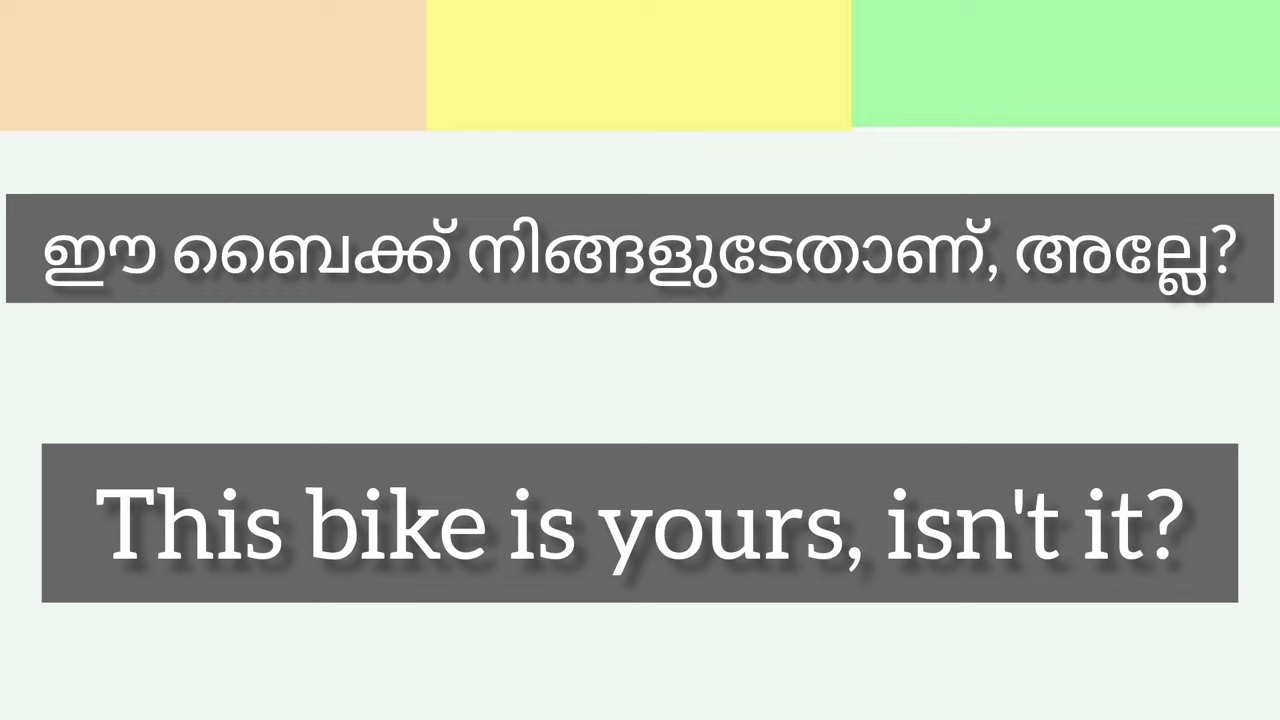 ഈ ബൈക്ക് നിങ്ങളുടേതാണ്, അല്ലേ?
This bike is yours, isn't it?